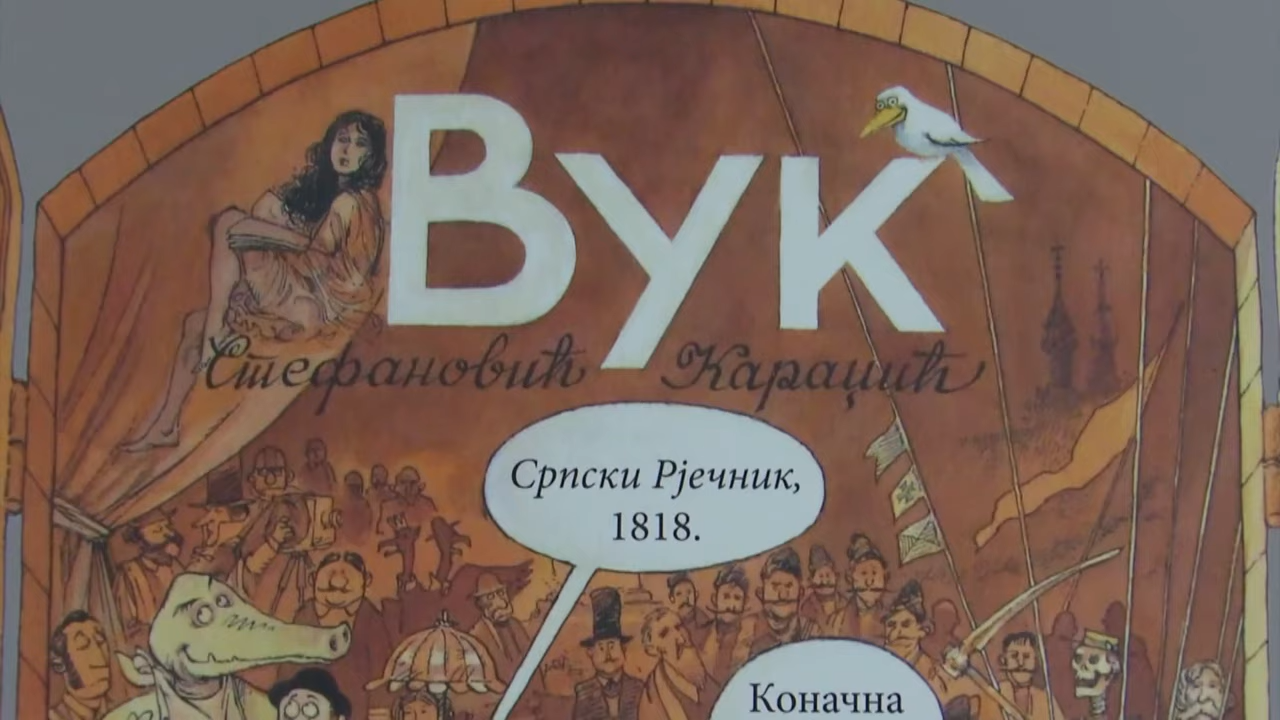 Вук
Стефановић Караџић
Српски Рјечник,
1818.
Коначна